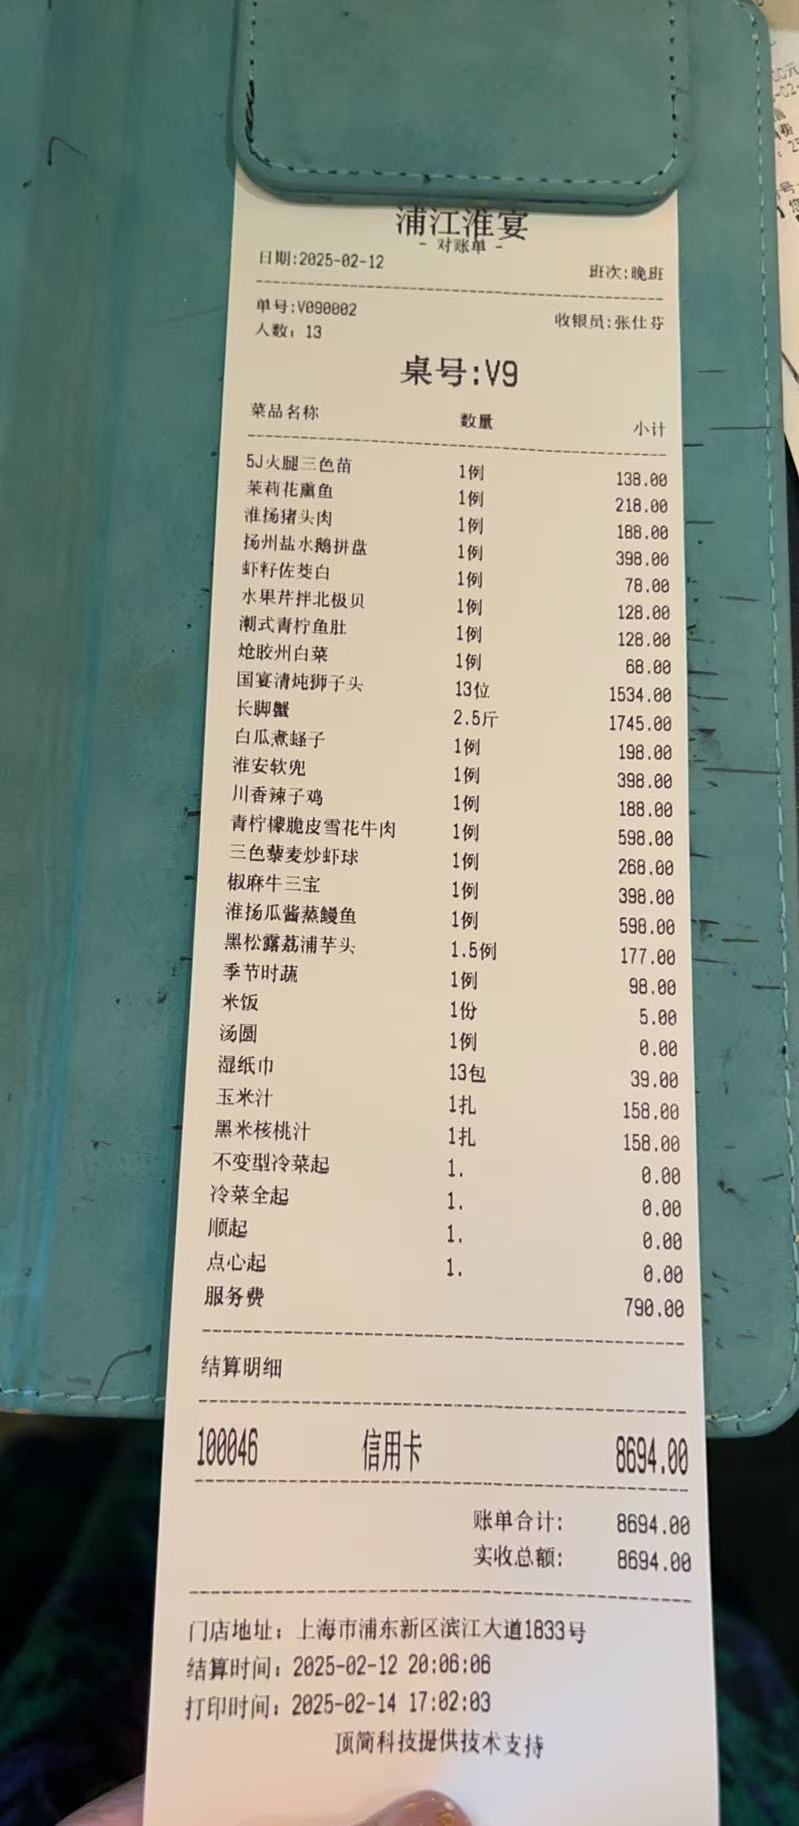 浦江淮宴
- 对账单 -
日期:2025-02-12 班次:晚班
单号:V090002 收银员:张仕芬
人数: 13
桌号:V9
菜品名称 数量 小计
5J火腿三色苗 1例 138.00
茉莉花熏鱼 1例 218.00
淮扬猪头肉 1例 188.00
扬州盐水鹅拼盘 1例 398.00
虾籽佐茭白 1例 78.00
水果芹拌北极贝 1例 128.00
潮式青柠鱼肚 1例 128.00
炝胶州白菜 1例 68.00
国宴清炖狮子头 13位 1534.00
长脚蟹 2.5斤 1745.00
白瓜煮蛏子 1例 198.00
淮安软兜 1例 398.00
川香辣子鸡 1例 188.00
青柠檬脆皮雪花牛肉 1例 598.00
三色藜麦炒虾球 1例 268.00
椒麻牛三宝 1例 398.00
淮扬瓜酱蒸鳗鱼 1例 598.00
黑松露荔浦芋头 1.5例 177.00
季节时蔬 1例 98.00
米饭 1份 5.00
汤圆 1例 0.00
湿纸巾 13包 39.00
玉米汁 1扎 158.00
黑米核桃汁 1扎 158.00
不变型冷菜起 1. 0.00
冷菜全起 1. 0.00
顺起 1. 0.00
点心起 1. 0.00
服务费 790.00
结算明细
100046 信用卡 8694.00
账单合计: 8694.00
实收总额: 8694.00
门店地址: 上海市浦东新区滨江大道1833号
结算时间: 2025-02-12 20:06:06
打印时间: 2025-02-14 17:02:03
顶简科技提供技术支持